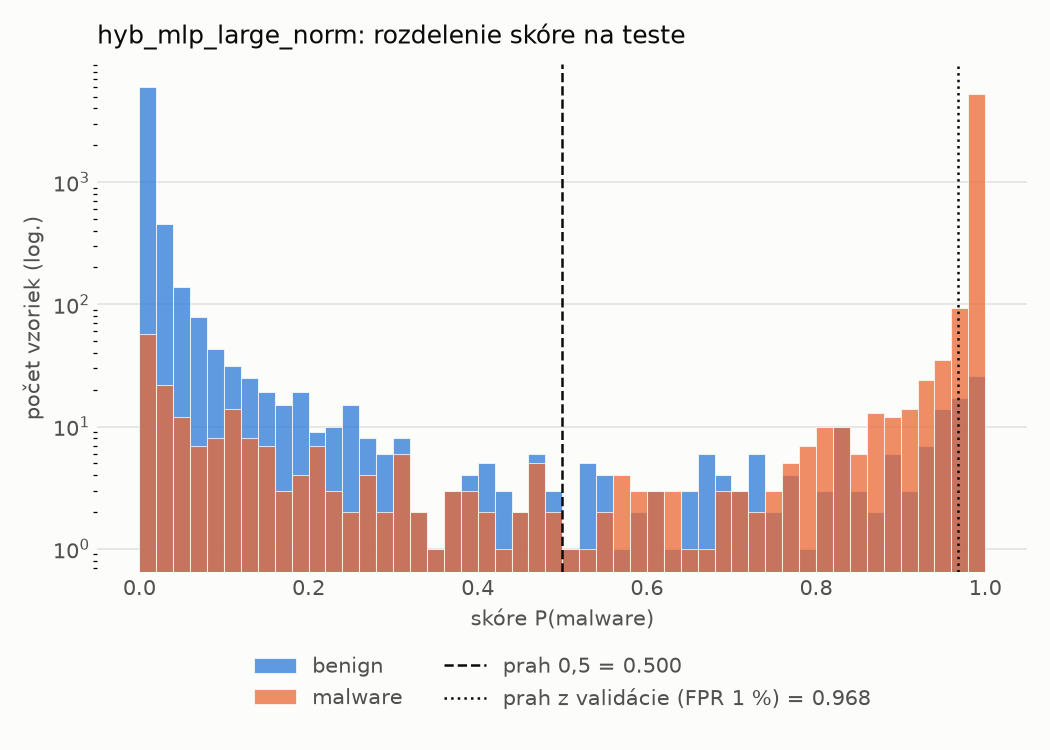 hyb_mlp_large_norm: rozdelenie skóre na teste
počet vzoriek (log.)
10³
10²
10¹
10⁰
0.0 0.2 0.4 0.6 0.8 1.0
skóre P(malware)
benign
malware
prah 0,5 = 0.500
prah z validácie (FPR 1 %) = 0.968